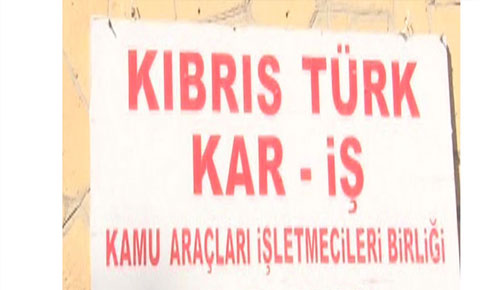 KIBRIS TÜRK
KAR - İŞ
KAMU ARAÇLARI İŞLETMECİLERİ BİRLİĞİ